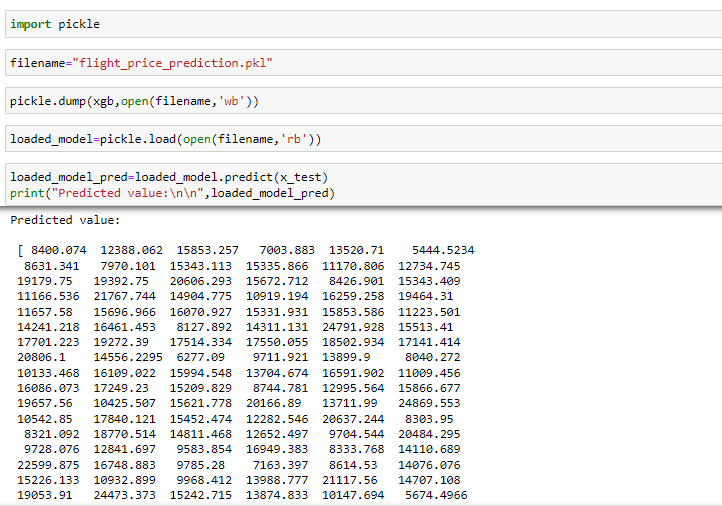 import pickle
filename="flight_price_prediction.pkl"
pickle.dump(xgb,open(filename,'wb'))
loaded_model=pickle.load(open(filename,'rb'))
loaded_model_pred=loaded_model.predict(x_test)
print("Predicted value:\n\n",loaded_model_pred)
Predicted value:
[ 8400.074 12388.062 15853.257 7003.883 13520.71 5444.5234
8631.341 7970.101 15343.113 15335.866 11170.806 12734.745
19179.75 19392.75 20606.293 15672.712 8426.901 15343.409
11166.536 21767.744 14904.775 10919.194 16259.258 19464.31
11657.58 15696.966 16070.927 15331.931 15853.586 11223.501
14241.218 16461.453 8127.892 14311.131 24791.928 15513.41
17701.223 19272.39 17514.334 17550.055 18502.934 17141.414
20806.1 14556.2295 6277.09 9711.921 13899.9 8040.272
10133.468 16109.022 15994.548 13704.674 16591.902 11009.456
16086.073 17249.23 15209.829 8744.781 12995.564 15866.677
19657.56 10425.507 15621.778 20166.89 13711.99 24869.553
10542.85 17840.121 15452.474 12282.546 20637.244 8303.95
8321.092 18770.514 14811.468 12652.497 9704.544 20484.295
9728.076 12841.697 9583.854 16949.383 8333.768 14110.689
22599.875 16748.883 9785.28 7163.397 8614.53 14076.076
15226.133 10932.899 9968.412 13988.777 21117.56 14707.108
19053.91 24473.373 15242.715 13874.833 10147.694 5674.4966